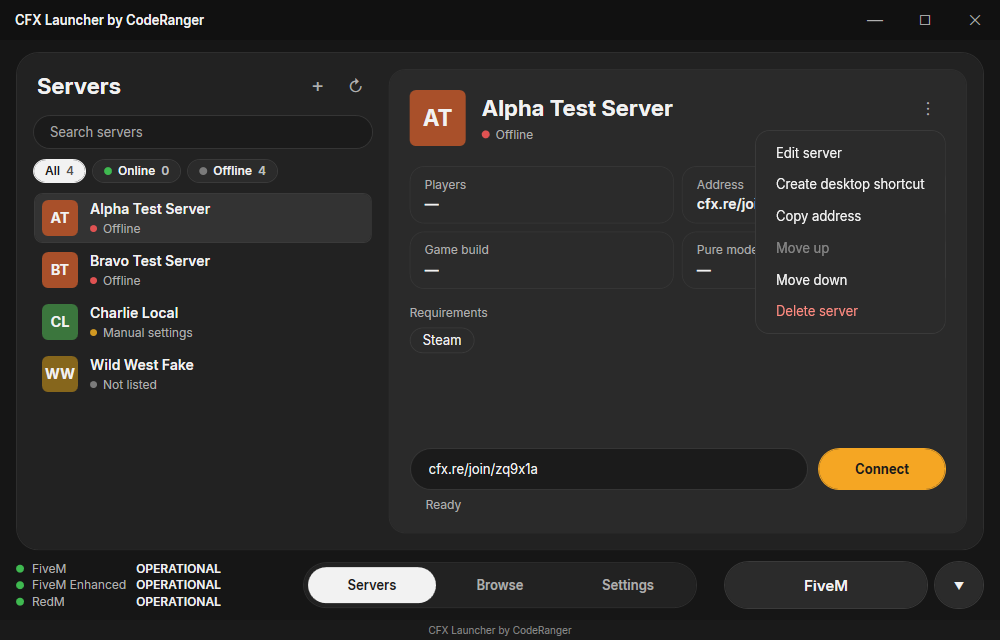 CFX Launcher by CodeRanger
Servers
Search servers
All 4
Online 0
Offline 4
AT
Alpha Test Server
Offline
BT
Bravo Test Server
Offline
CL
Charlie Local
Manual settings
WW
Wild West Fake
Not listed
AT
Alpha Test Server
Offline
Players
—
Address
cfx.re/jo
Game build
—
Pure mode
—
Requirements
Steam
Edit server
Create desktop shortcut
Copy address
Move up
Move down
Delete server
cfx.re/join/zq9x1a
Connect
Ready
FiveM OPERATIONAL
FiveM Enhanced OPERATIONAL
RedM OPERATIONAL
Servers
Browse
Settings
FiveM
CFX Launcher by CodeRanger